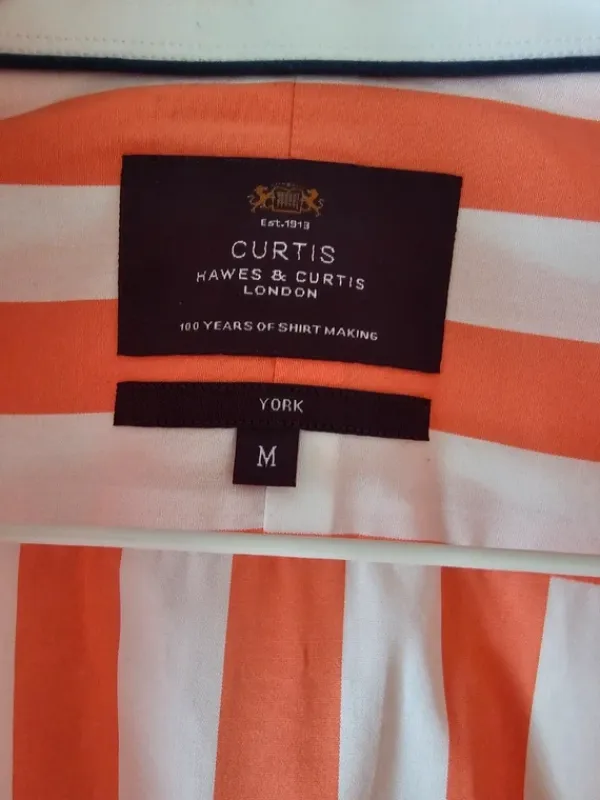 Est.1913
CURTIS
HAWES & CURTIS
LONDON
100 YEARS OF SHIRT MAKING
YORK
M